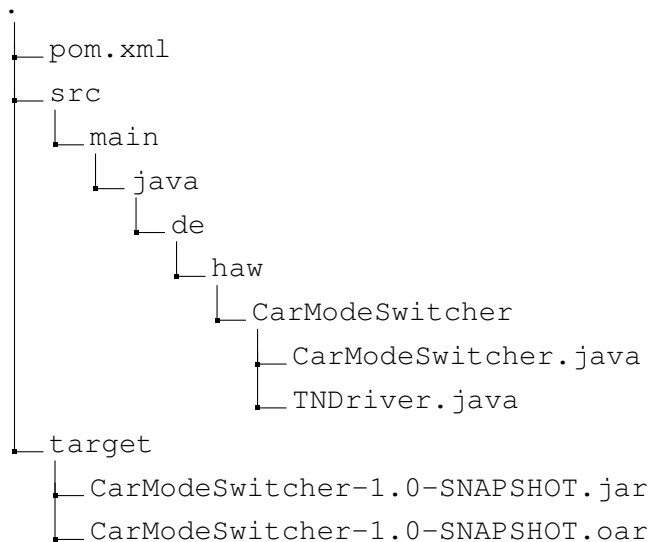 .
pom.xml
src
main
java
de
haw
CarModeSwitcher
CarModeSwitcher.java
TNDriver.java
target
CarModeSwitcher-1.0-SNAPSHOT.jar
CarModeSwitcher-1.0-SNAPSHOT.oar